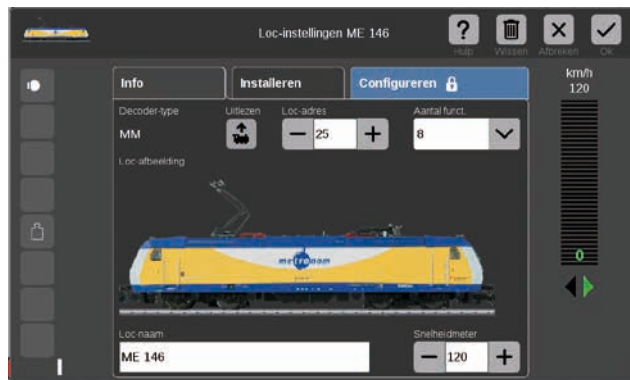 Loc-instellingen ME 146
?
Hulp
Wissen
Afbreken
Ok
Info
Installeren
Configureren
km/h
120
Decoder-type
Uitlezen
Loc-adres
Aantal funct.
MM
25
8
Loc-afbeelding
metronom
0
Loc-naam
Snelheidmeter
ME 146
120